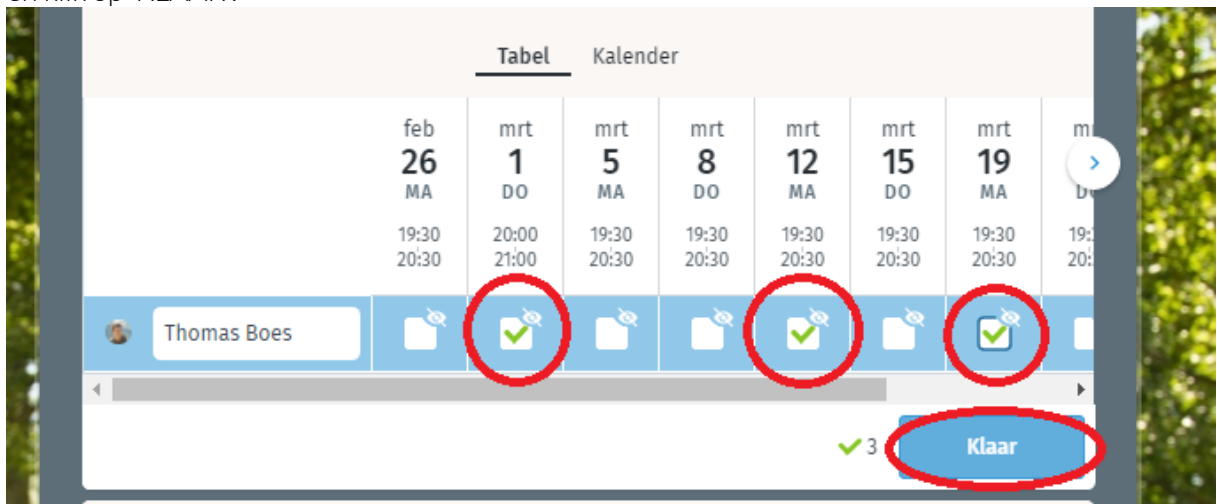 Tabel Kalender
feb mrt mrt mrt mrt mrt mrt
26 1 5 8 12 15 19
MA DO MA DO MA DO MA
19:30 20:00 19:30 19:30 19:30 19:30 19:30
20:30 21:00 20:30 20:30 20:30 20:30 20:30
Thomas Boes
3 Klaar